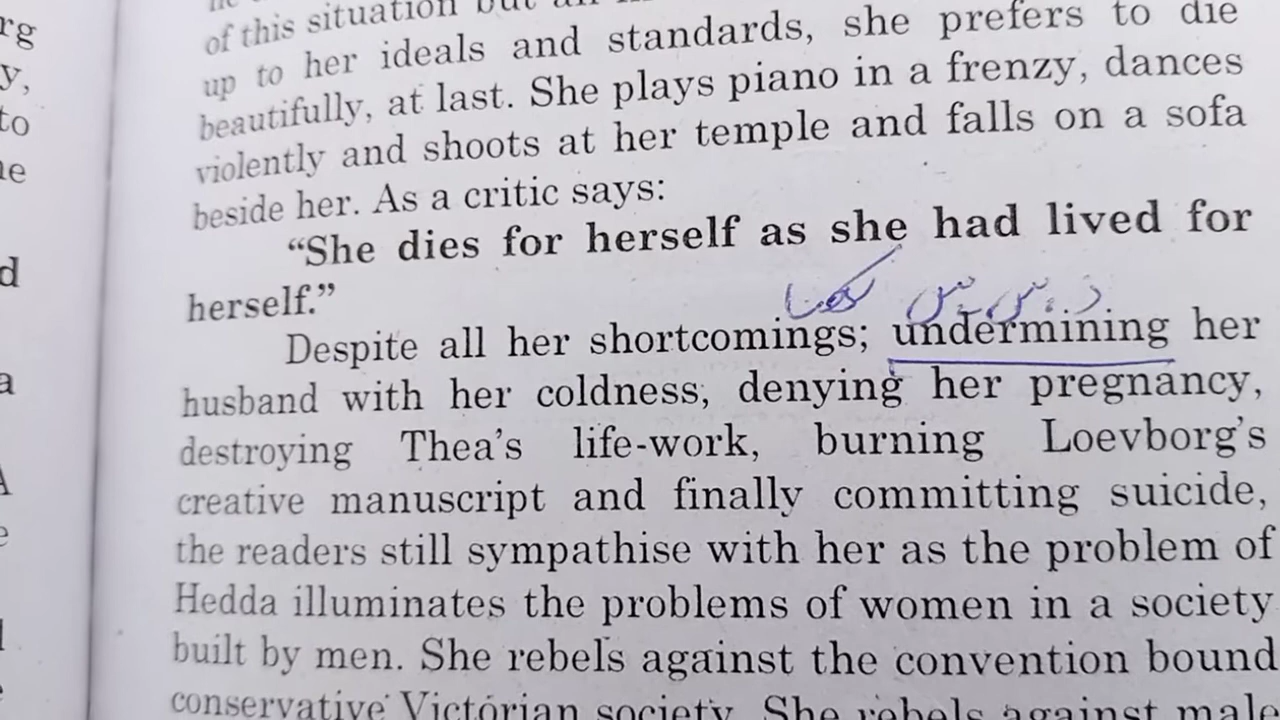 rg
y,
to
d
a
of this situation but
up to her ideals and standards, she prefers to die
beautifully, at last. She plays piano in a frenzy, dances
violently and shoots at her temple and falls on a sofa
beside her. As a critic says:
“She dies for herself as she had lived for
herself.”
Despite all her shortcomings; undermining her
husband with her coldness, denying her pregnancy,
destroying Thea’s life-work, burning Loevborg’s
creative manuscript and finally committing suicide,
the readers still sympathise with her as the problem of
Hedda illuminates the problems of women in a society
built by men. She rebels against the convention bound
conservative Victorian society. She rebels against male